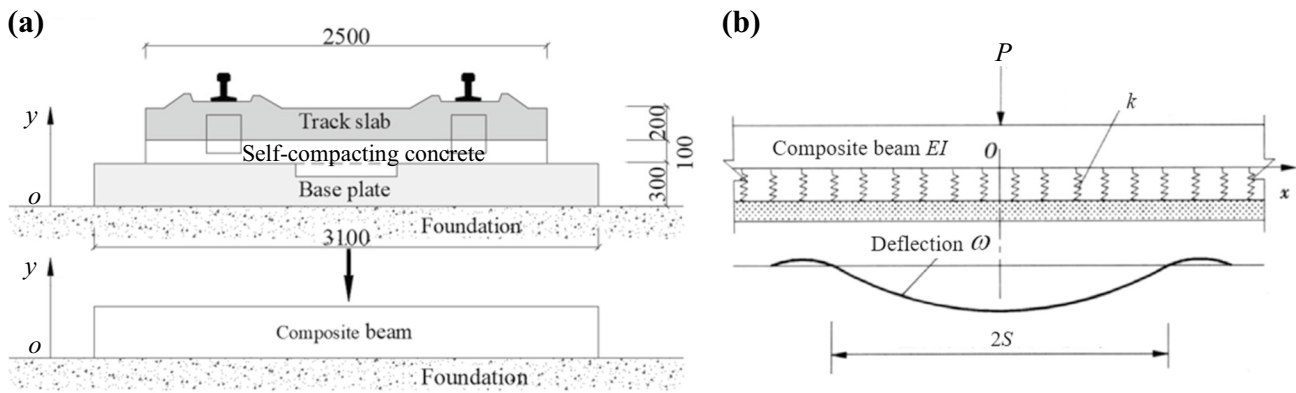 (a)
2500
y
Track slab
200
Self-compacting concrete
100
Base plate
300
o
Foundation
3100
y
Composite beam
o
Foundation
(b)
P
k
Composite beam EI
O
x
Deflection ω
2S